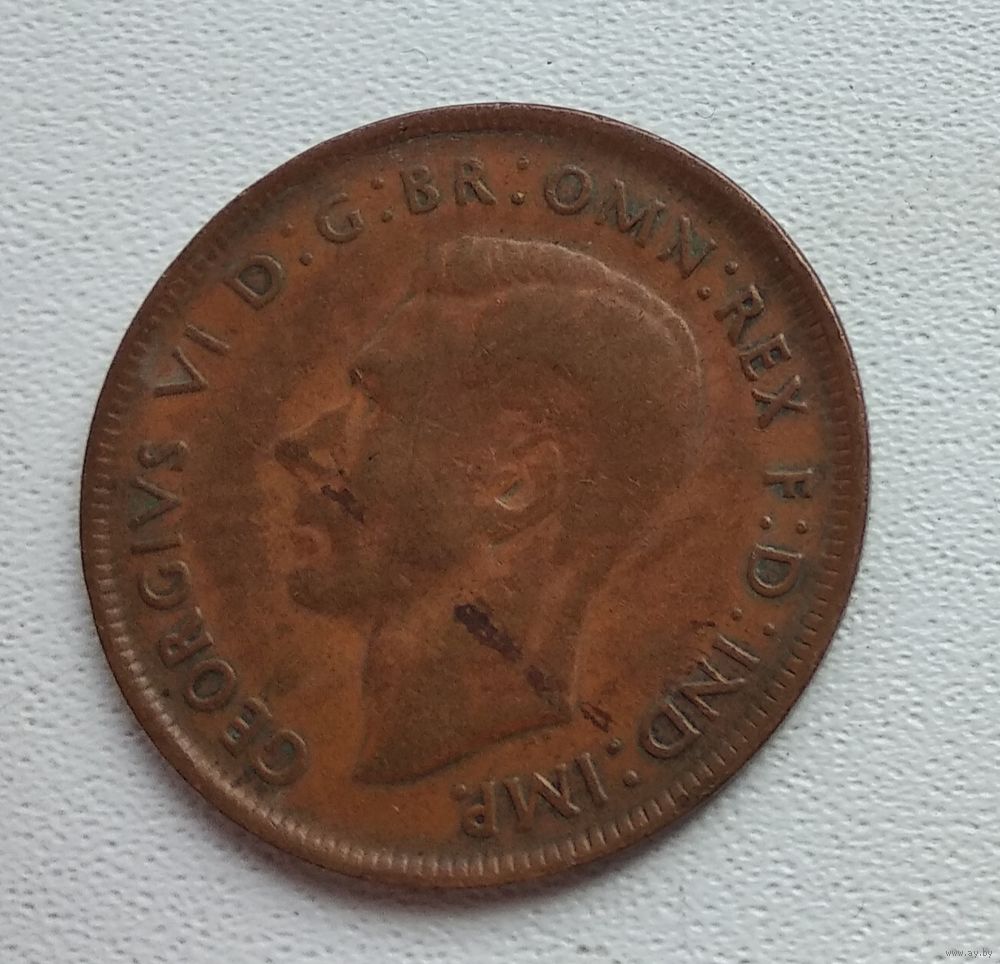 GEORGIVS VI D: G: BR: OMN: REX F: D: IND: IMP.
www.ay.by